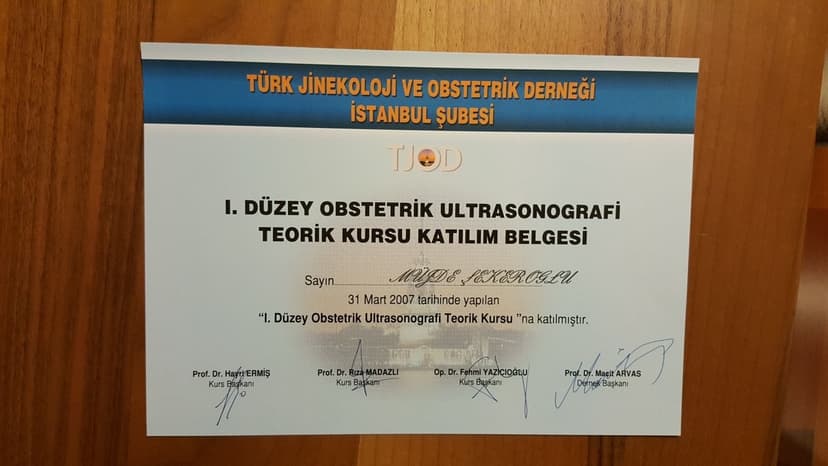 TÜRK JİNEKOLOJİ VE OBSTETRİK DERNEĞİ
İSTANBUL ŞUBESİ
TJOD
I. DÜZEY OBSTETRİK ULTRASONOGRAFİ
TEORİK KURSU KATILIM BELGESİ
Sayın MÜJDE ŞEKEROĞLU
31 Mart 2007 tarihinde yapılan
“I. Düzey Obstetrik Ultrasonografi Teorik Kursu ”na katılmıştır.
Prof. Dr. Hayri ERMİŞ Prof. Dr. Rıza MADAZLI Op. Dr. Fehmi YAZICIOĞLU Prof. Dr. Macit ARVAS
Kurs Başkanı Kurs Başkanı Kurs Başkanı Dernek Başkanı